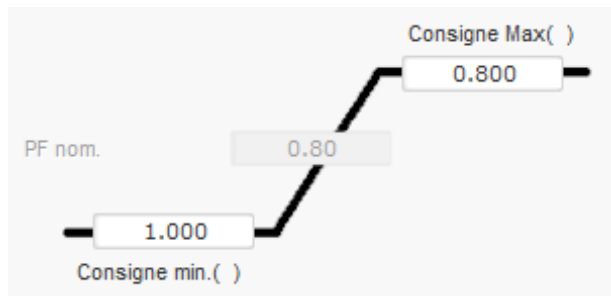 Consigne Max( )
0.800
PF nom.
0.80
1.000
Consigne min.( )